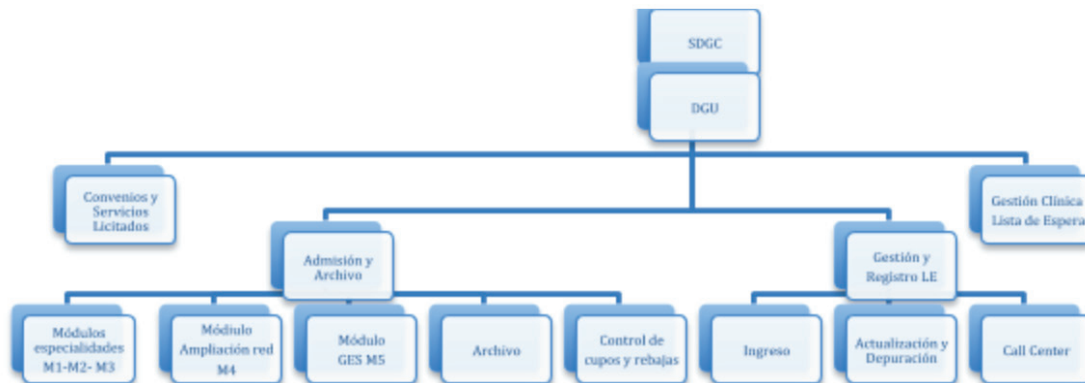 SDGC
DGU
Convenios y
Servicios
Licitados
Gestión Clínica
Lista de Espera
Admisión y
Archivo
Gestión y
Registro LE
Módulos
especialidades
M1-M2- M3
Módiulo
Ampliación red
M4
Módulo
GES M5
Archivo
Control de
cupos y rebajas
Ingreso
Actualización y
Depuración
Call Center